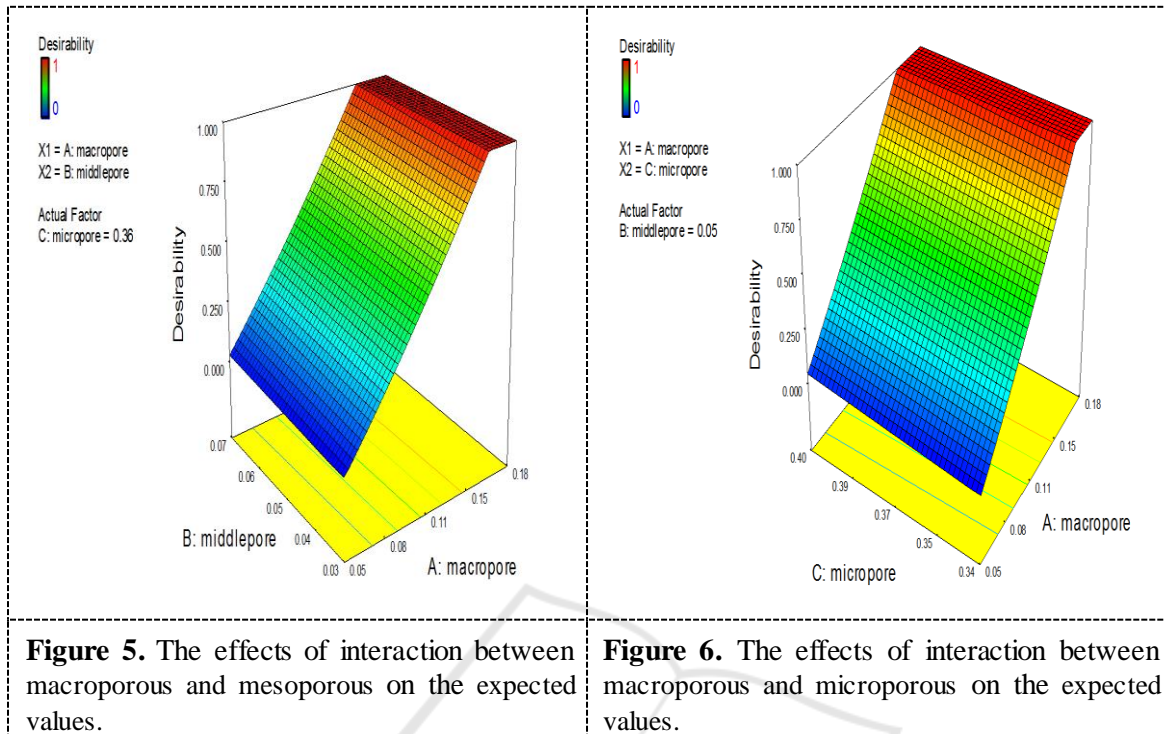 Desirability
1
0
X1 = A: macropore
X2 = B: middlepore
Actual Factor
C: micropore = 0.36
1.000
0.750
0.500
0.250
0.000
Desirability
0.07
0.06
0.05
0.04
0.03
B: middlepore
0.05
0.08
0.11
0.15
0.18
A: macropore
Figure 5. The effects of interaction between
macroporous and mesoporous on the expected
values.
Desirability
1
0
X1 = A: macropore
X2 = C: micropore
Actual Factor
B: middlepore = 0.05
1.000
0.750
0.500
0.250
0.000
Desirability
0.40
0.39
0.37
0.35
0.34
C: micropore
0.05
0.08
0.11
0.15
0.18
A: macropore
Figure 6. The effects of interaction between
macroporous and microporous on the expected
values.